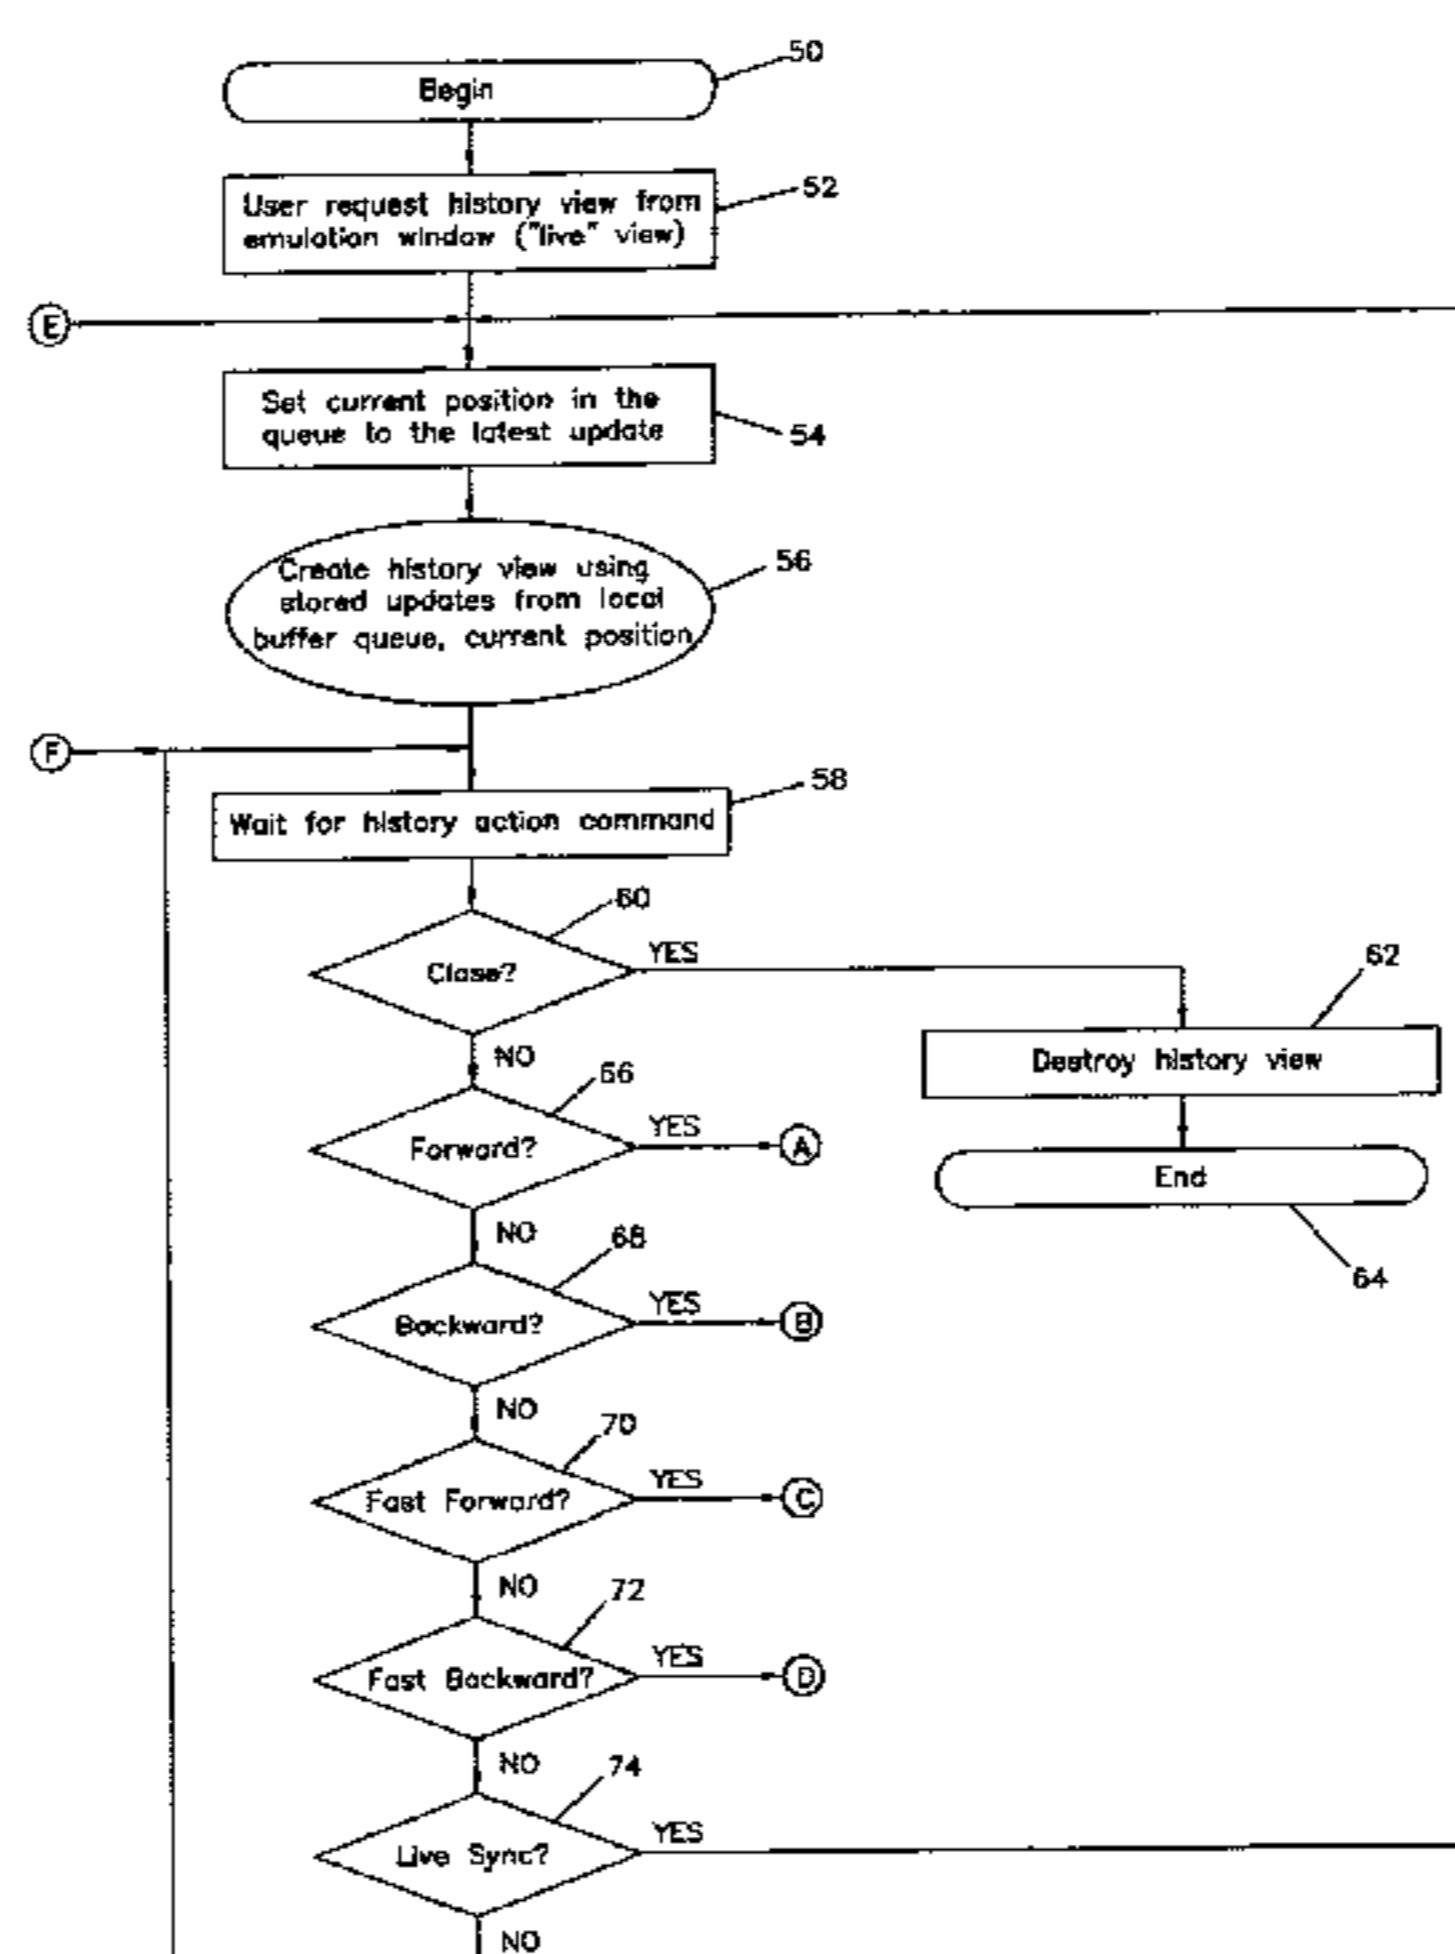 50
Begin
52
User request history view from
emulation window ("live" view)
E
Set current position in the
queue to the latest update
54
56
Create history view using
stored updates from local
buffer queue, current position
F
58
Wait for history action command
60
Close?
YES
62
Destroy history view
NO
66
Forward?
YES
A
End
64
NO
68
Backward?
YES
B
NO
70
Fast Forward?
YES
C
NO
72
Fast Backward?
YES
D
NO
74
Live Sync?
YES
NO